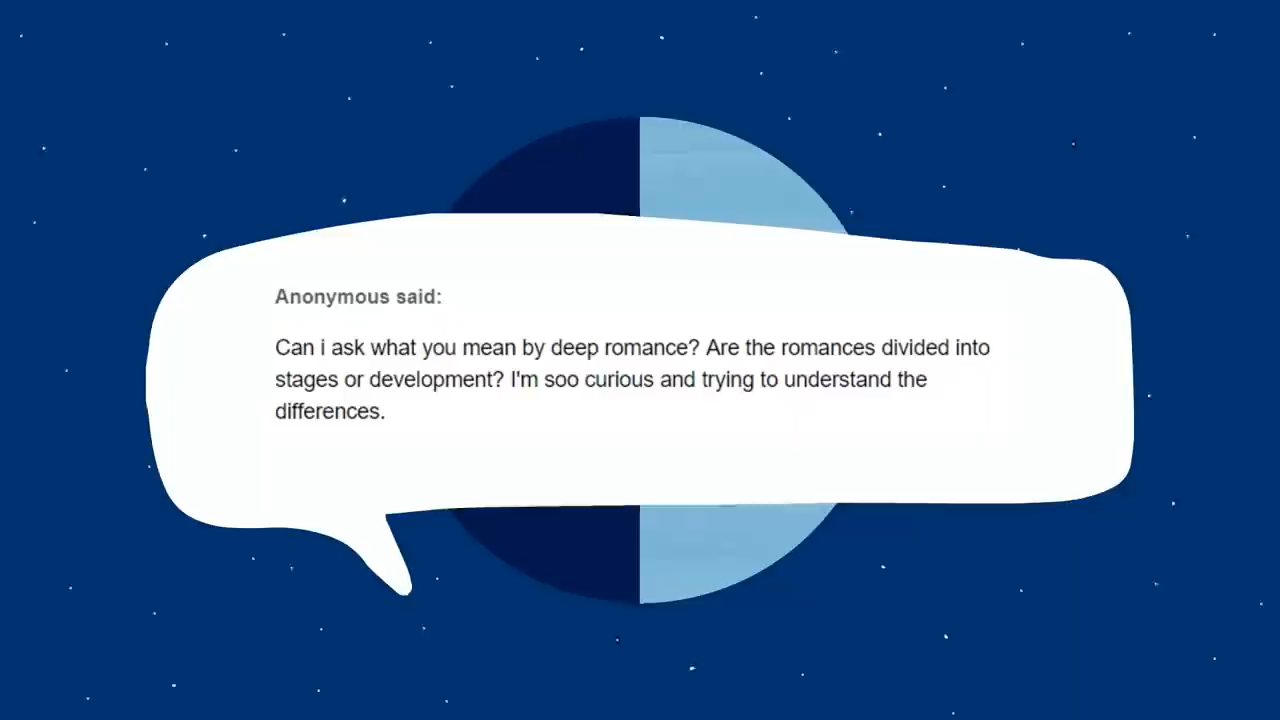 Anonymous said:
Can i ask what you mean by deep romance? Are the romances divided into
stages or development? I'm soo curious and trying to understand the
differences.